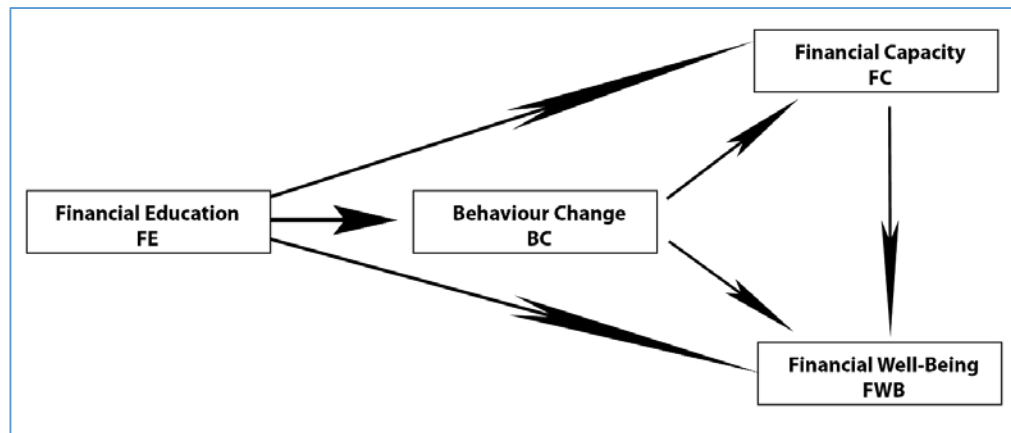 Financial Capacity
FC
Financial Education
FE
Behaviour Change
BC
Financial Well-Being
FWB